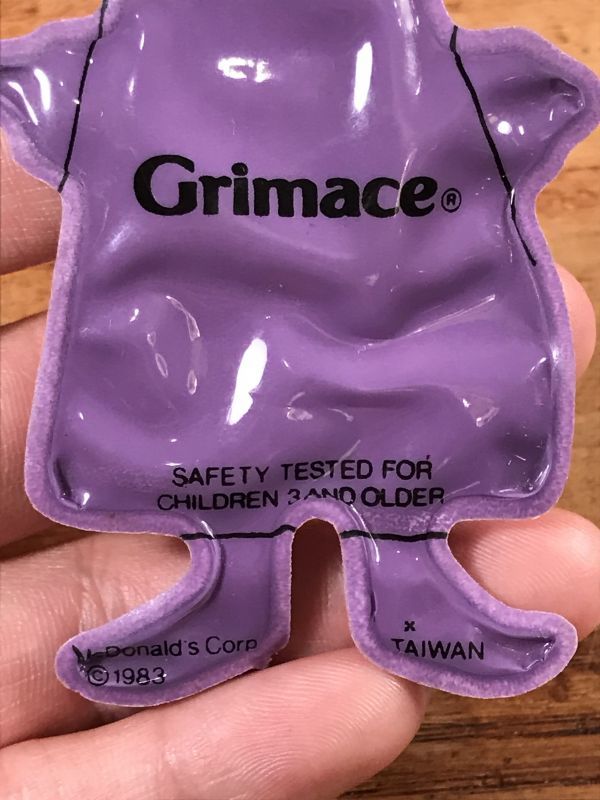 Grimace®
SAFETY TESTED FOR
CHILDREN 3 AND OLDER
McDonald's Corp
©1983
x
TAIWAN